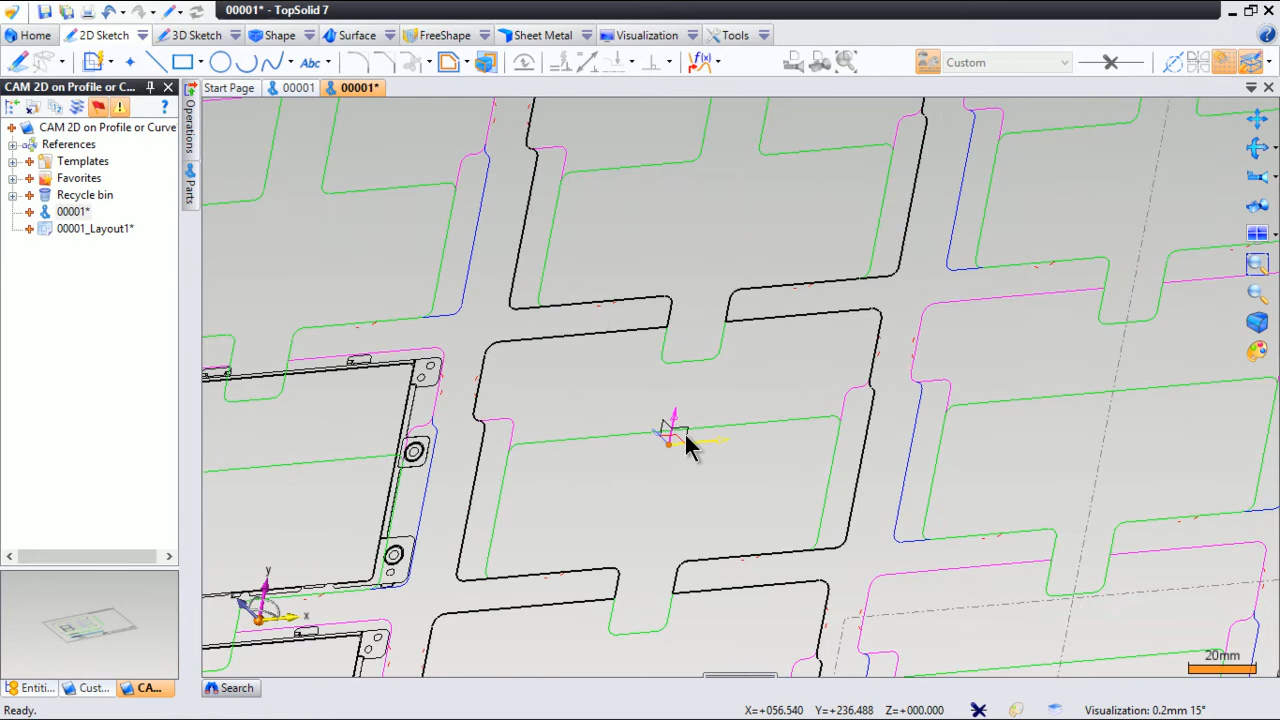 00001* - TopSolid 7
Home 2D Sketch 3D Sketch Shape Surface FreeShape Sheet Metal Visualization Tools
Abc Custom
CAM 2D on Profile or C... Start Page 00001 00001*
CAM 2D on Profile or Curve
References
Templates
Favorites
Recycle bin
00001*
00001_Layout1*
Operations
Parts
y
x
20mm
Entiti... Cust... CA... Search
Ready. X=+056.540 Y=+236.488 Z=+000.000 Visualization: 0.2mm 15°